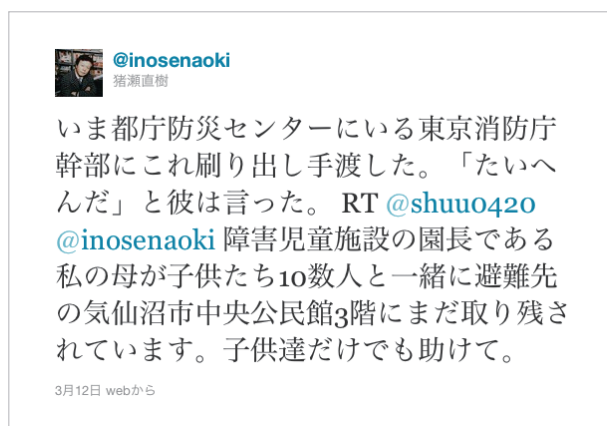 @inosenaoki
猪瀬直樹
いま都庁防災センターにいる東京消防庁
幹部にこれ刷り出し手渡した。「たいへ
んだ」と彼は言った。 RT @shuu0420
@inosenaoki 障害児童施設の園長である
私の母が子供たち10数人と一緒に避難先
の気仙沼市中央公民館3階にまだ取り残さ
れています。子供達だけでも助けて。
3月12日 webから